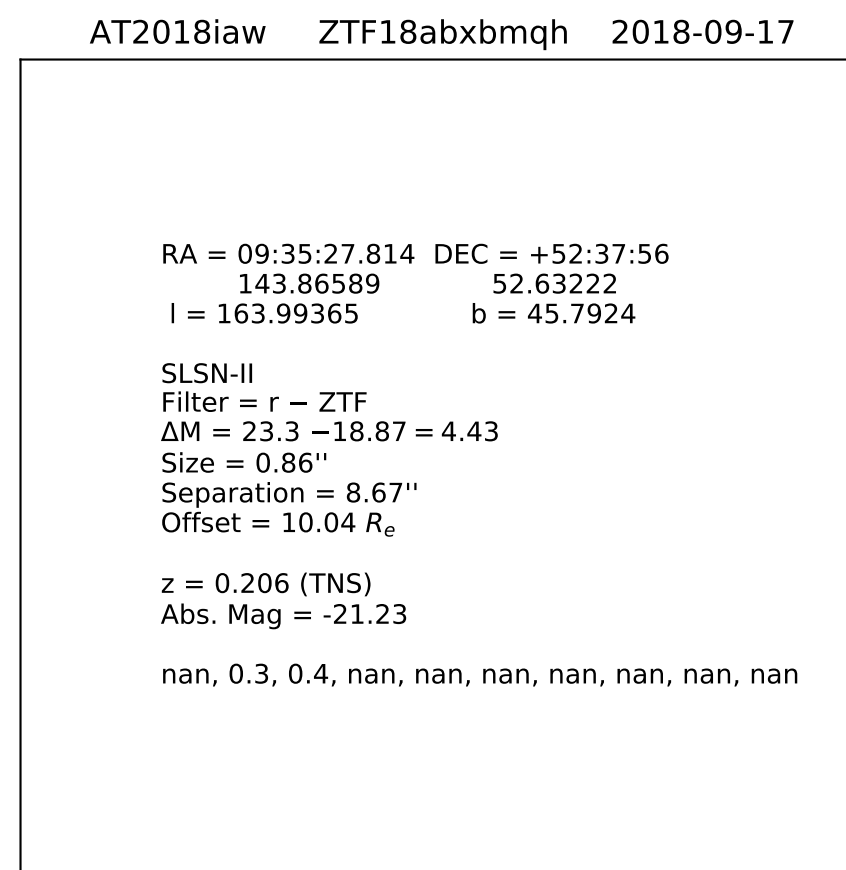 AT2018iaw ZTF18abxbmqh 2018-09-17
RA = 09:35:27.814 DEC = +52:37:56
143.86589 52.63222
l = 163.99365 b = 45.7924
SLSN-II
Filter = r − ZTF
ΔM = 23.3 −18.87 = 4.43
Size = 0.86''
Separation = 8.67''
Offset = 10.04 Rₑ
z = 0.206 (TNS)
Abs. Mag = -21.23
nan, 0.3, 0.4, nan, nan, nan, nan, nan, nan, nan